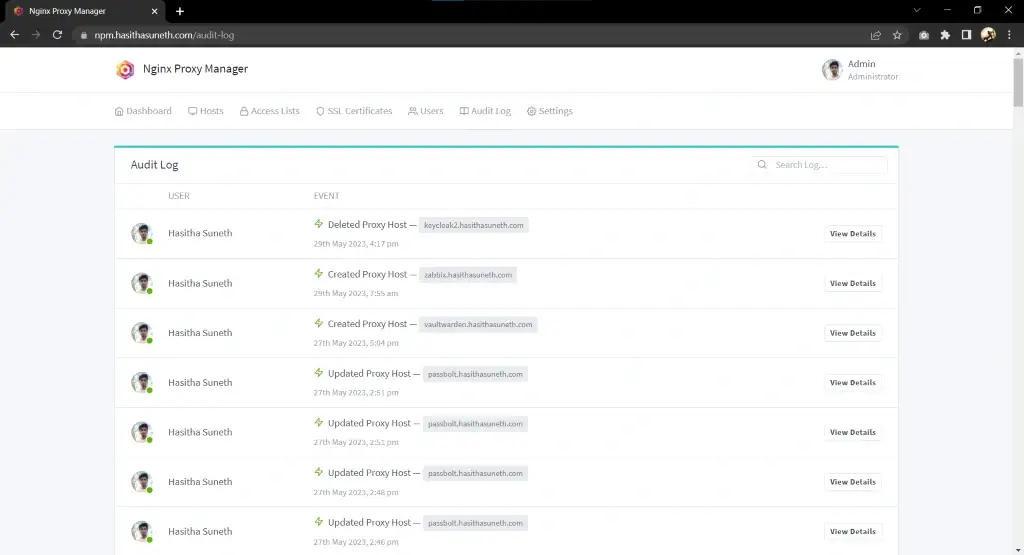 Nginx Proxy Manager
npm.hasithasuneth.com/audit-log
Nginx Proxy Manager
Admin
Administrator
Dashboard Hosts Access Lists SSL Certificates Users Audit Log Settings
Audit Log
Search Log…
USER EVENT
Hasitha Suneth
Deleted Proxy Host — keycloak2.hasithasuneth.com
29th May 2023, 4:17 pm
View Details
Hasitha Suneth
Created Proxy Host — zabbix.hasithasuneth.com
29th May 2023, 7:55 am
View Details
Hasitha Suneth
Created Proxy Host — vaultwarden.hasithasuneth.com
27th May 2023, 5:04 pm
View Details
Hasitha Suneth
Updated Proxy Host — passbolt.hasithasuneth.com
27th May 2023, 2:51 pm
View Details
Hasitha Suneth
Updated Proxy Host — passbolt.hasithasuneth.com
27th May 2023, 2:51 pm
View Details
Hasitha Suneth
Updated Proxy Host — passbolt.hasithasuneth.com
27th May 2023, 2:48 pm
View Details
Hasitha Suneth
Updated Proxy Host — passbolt.hasithasuneth.com
27th May 2023, 2:46 pm
View Details